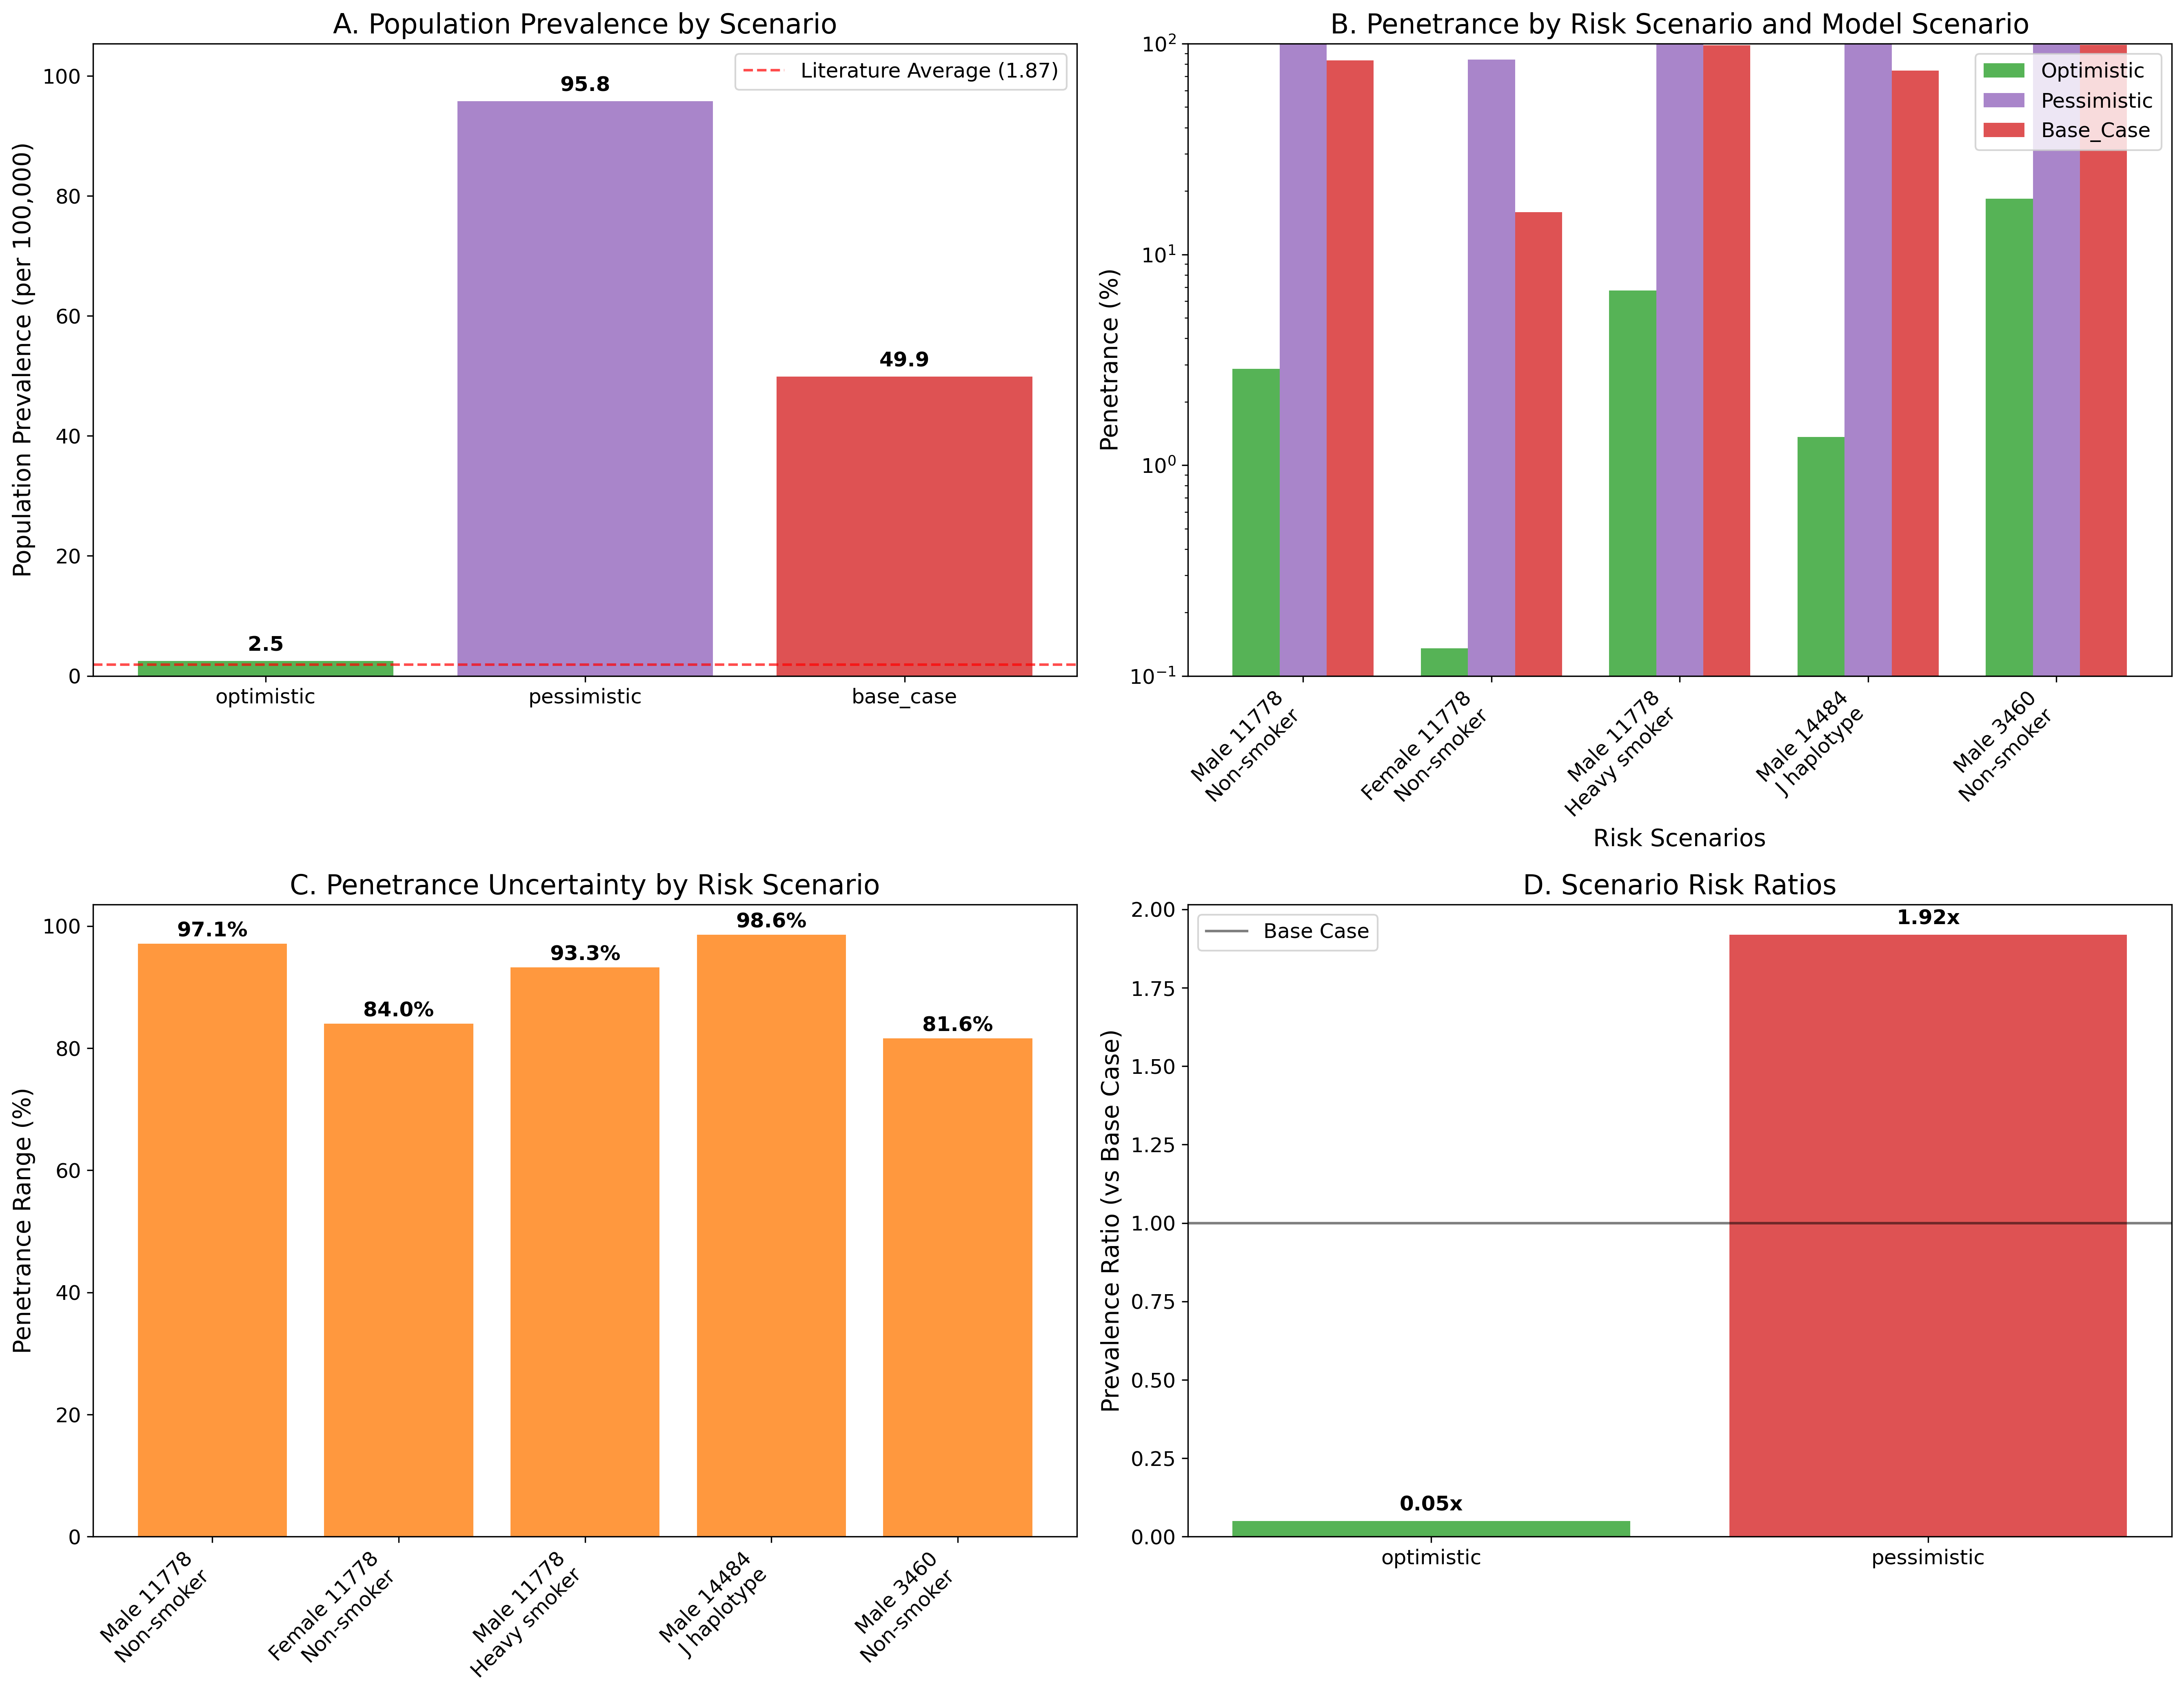 A. Population Prevalence by Scenario
Population Prevalence (per 100,000)
100
80
60
40
20
0
Literature Average (1.87)
2.5
95.8
49.9
optimistic
pessimistic
base_case
B. Penetrance by Risk Scenario and Model Scenario
Penetrance (%)
10²
10¹
10⁰
10⁻¹
Optimistic
Pessimistic
Base_Case
Male 11778
Non-smoker
Female 11778
Non-smoker
Male 11778
Heavy smoker
Male 14484
J haplotype
Male 3460
Non-smoker
Risk Scenarios
C. Penetrance Uncertainty by Risk Scenario
Penetrance Range (%)
100
80
60
40
20
0
97.1%
84.0%
93.3%
98.6%
81.6%
Male 11778
Non-smoker
Female 11778
Non-smoker
Male 11778
Heavy smoker
Male 14484
J haplotype
Male 3460
Non-smoker
D. Scenario Risk Ratios
Prevalence Ratio (vs Base Case)
2.00
1.75
1.50
1.25
1.00
0.75
0.50
0.25
0.00
Base Case
0.05x
1.92x
optimistic
pessimistic